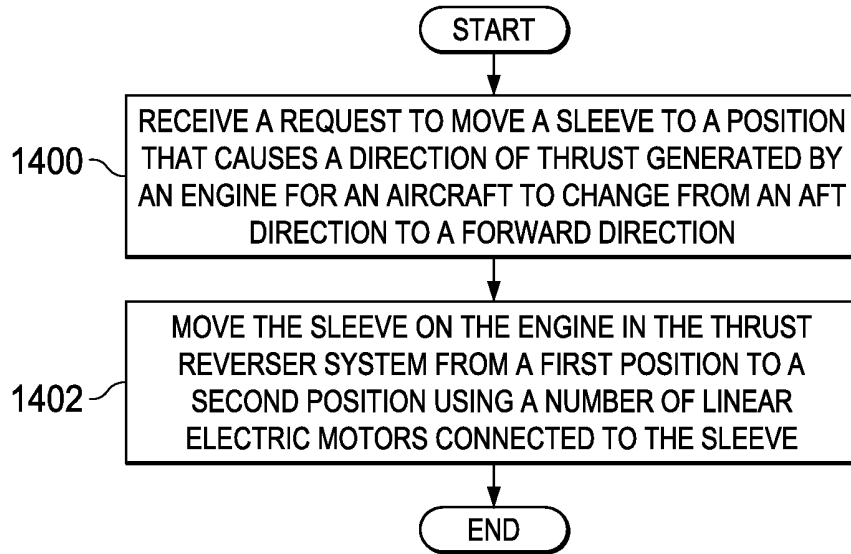 START
1400
RECEIVE A REQUEST TO MOVE A SLEEVE TO A POSITION
THAT CAUSES A DIRECTION OF THRUST GENERATED BY
AN ENGINE FOR AN AIRCRAFT TO CHANGE FROM AN AFT
DIRECTION TO A FORWARD DIRECTION
1402
MOVE THE SLEEVE ON THE ENGINE IN THE THRUST
REVERSER SYSTEM FROM A FIRST POSITION TO A
SECOND POSITION USING A NUMBER OF LINEAR
ELECTRIC MOTORS CONNECTED TO THE SLEEVE
END